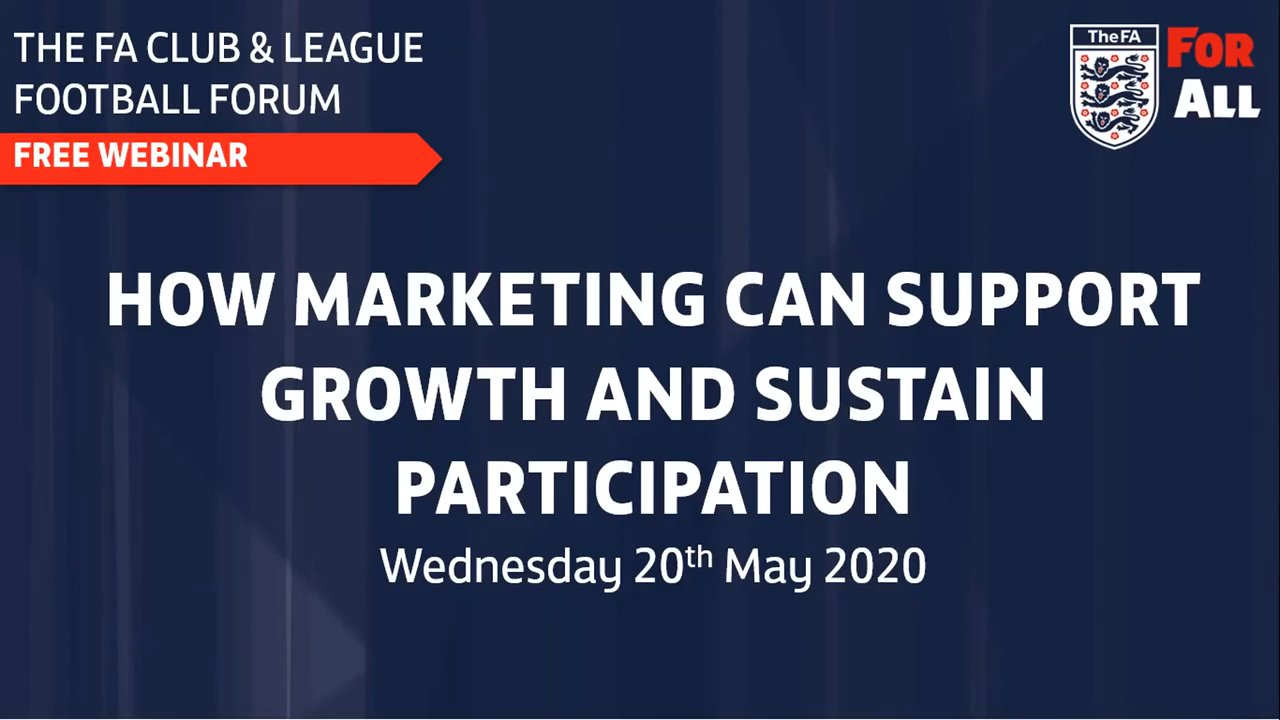 THE FA CLUB & LEAGUE
FOOTBALL FORUM
FREE WEBINAR
TheFA
FOR
ALL
HOW MARKETING CAN SUPPORT
GROWTH AND SUSTAIN
PARTICIPATION
Wednesday 20th May 2020